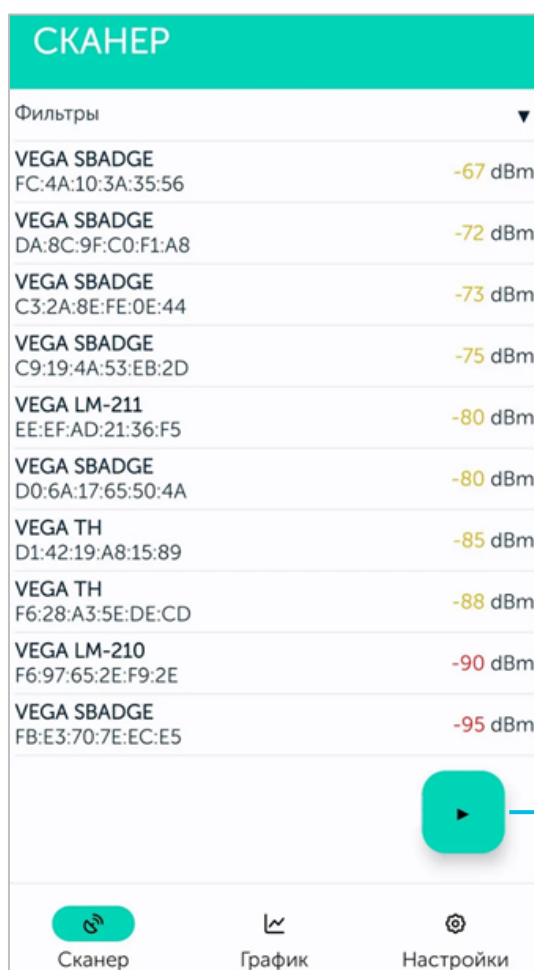 СКАНЕР
Фильтры ▼
VEGA SBADGE
FC:4A:10:3A:35:56 -67 dBm
VEGA SBADGE
DA:8C:9F:C0:F1:A8 -72 dBm
VEGA SBADGE
C3:2A:8E:FE:0E:44 -73 dBm
VEGA SBADGE
C9:19:4A:53:EB:2D -75 dBm
VEGA LM-211
EE:EF:AD:21:36:F5 -80 dBm
VEGA SBADGE
D0:6A:17:65:50:4A -80 dBm
VEGA TH
D1:42:19:A8:15:89 -85 dBm
VEGA TH
F6:28:A3:5E:DE:CD -88 dBm
VEGA LM-210
F6:97:65:2E:F9:2E -90 dBm
VEGA SBADGE
FB:E3:70:7E:EC:E5 -95 dBm
Сканер График Настройки